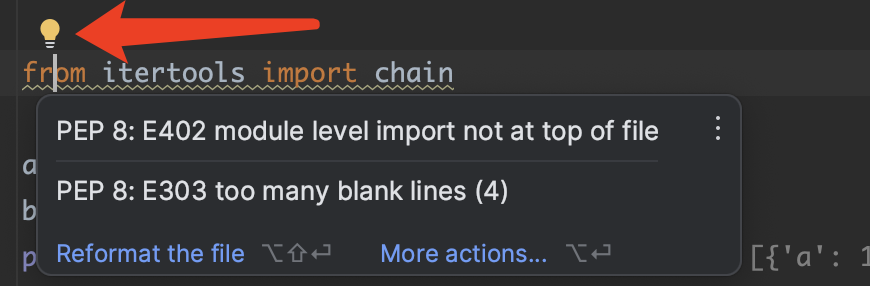 from itertools import chain
PEP 8: E402 module level import not at top of file
a
PEP 8: E303 too many blank lines (4)
b
Reformat the file ⌥⇧⏎ More actions... ⌥⏎
p [{'a': 1